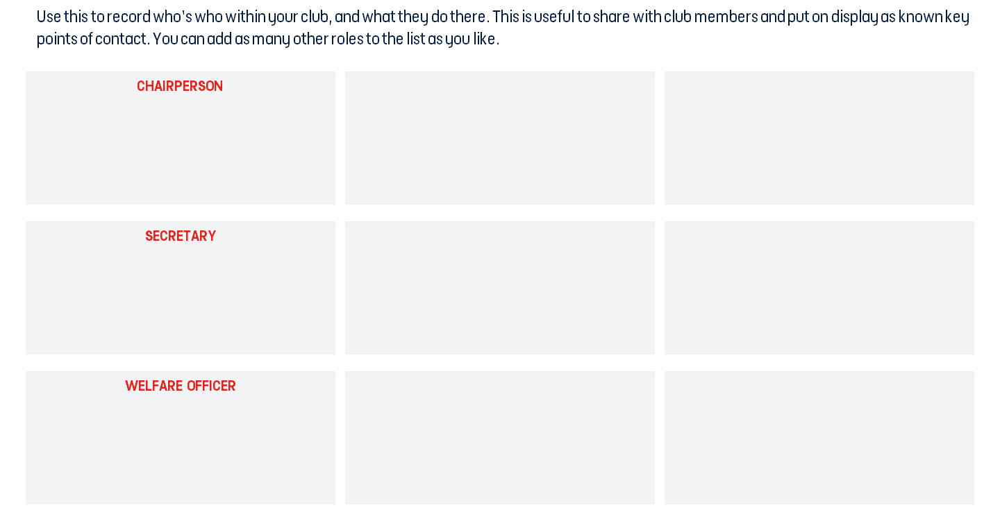 Use this to record who's who within your club, and what they do there. This is useful to share with club members and put on display as known key
points of contact. You can add as many other roles to the list as you like.
CHAIRPERSON
SECRETARY
WELFARE OFFICER